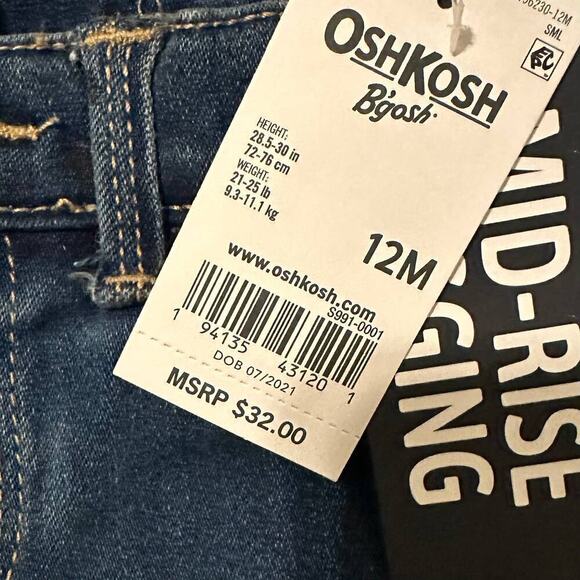 96230-12M
SML
OSHKOSH
B'gosh
HEIGHT:
28.5-30 in
72-76 cm
WEIGHT:
21-25 lb
9.3-11.1 kg
12M
www.oshkosh.com
S991-0001
1 94135 43120 1
DOB 07/2021
MSRP $32.00
MID-RISE
GING